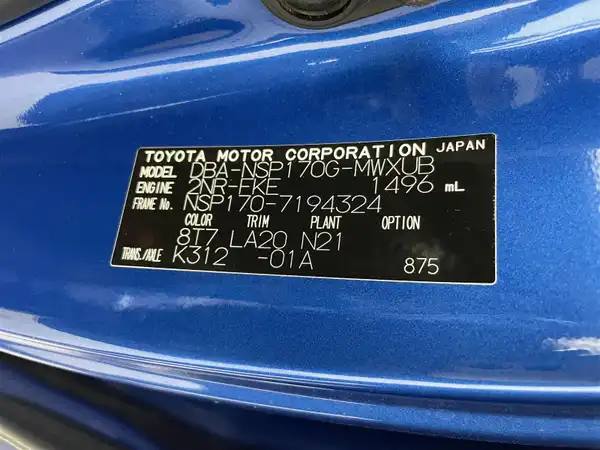 TOYOTA MOTOR CORPORATION JAPAN
MODEL DBA-NSP170G-MWXUB
ENGINE 2NR-FKE 1496 mL
FRAME No. NSP170-7194324
COLOR TRIM PLANT OPTION
8T7 LA20 N21
TRANS./AXLE K312 -01A 875